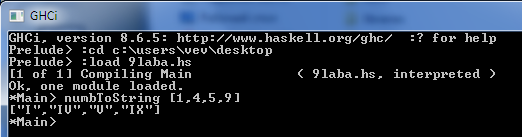 GHCi
GHCi, version 8.6.5: http://www.haskell.org/ghc/  :? for help
Prelude> :cd c:\users\vev\desktop
Prelude> :load 9laba.hs
[1 of 1] Compiling Main             ( 9laba.hs, interpreted )
Ok, one module loaded.
*Main> numbToString [1,4,5,9]
["I","IV","V","IX"]
*Main>